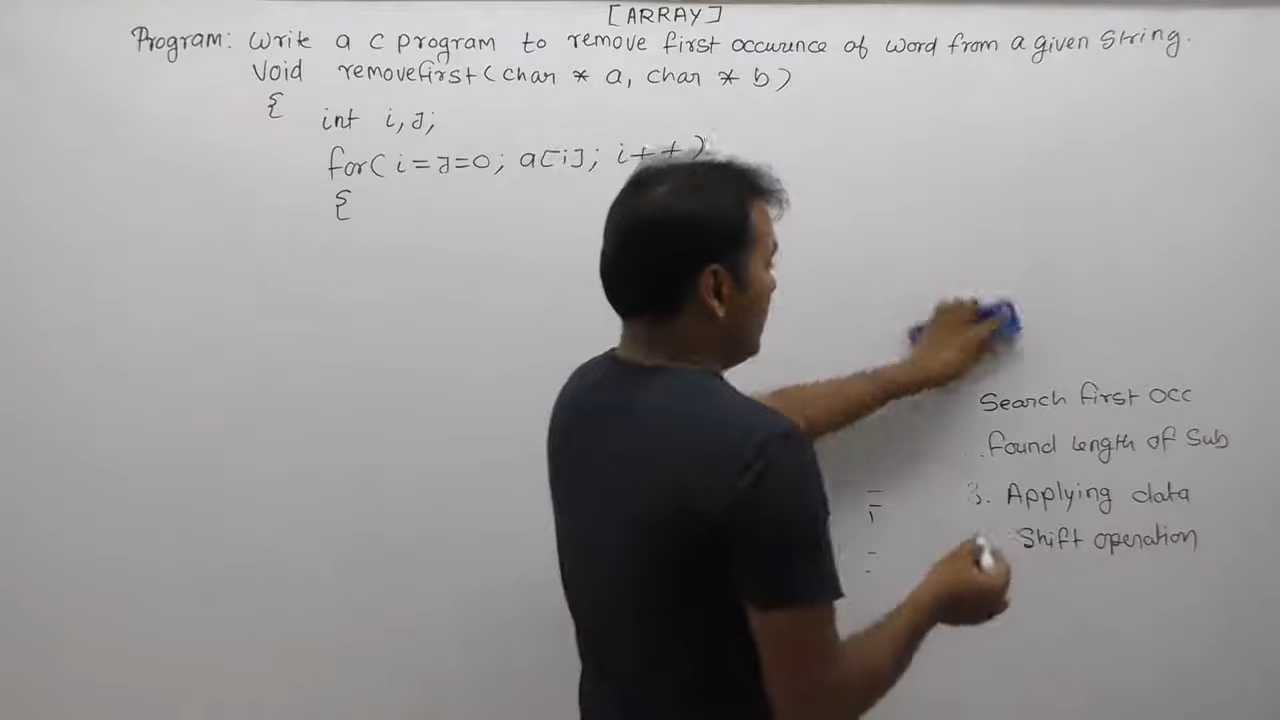 [ARRAY]
Program: Write a C program to remove first occurence of word from a given string.
Void removefirst(char * a, char * b)
{
int i,J;
for(i=J=0; a[i]; i++)
{
Search first occ
found length of Sub
3. Applying data
Shift operation